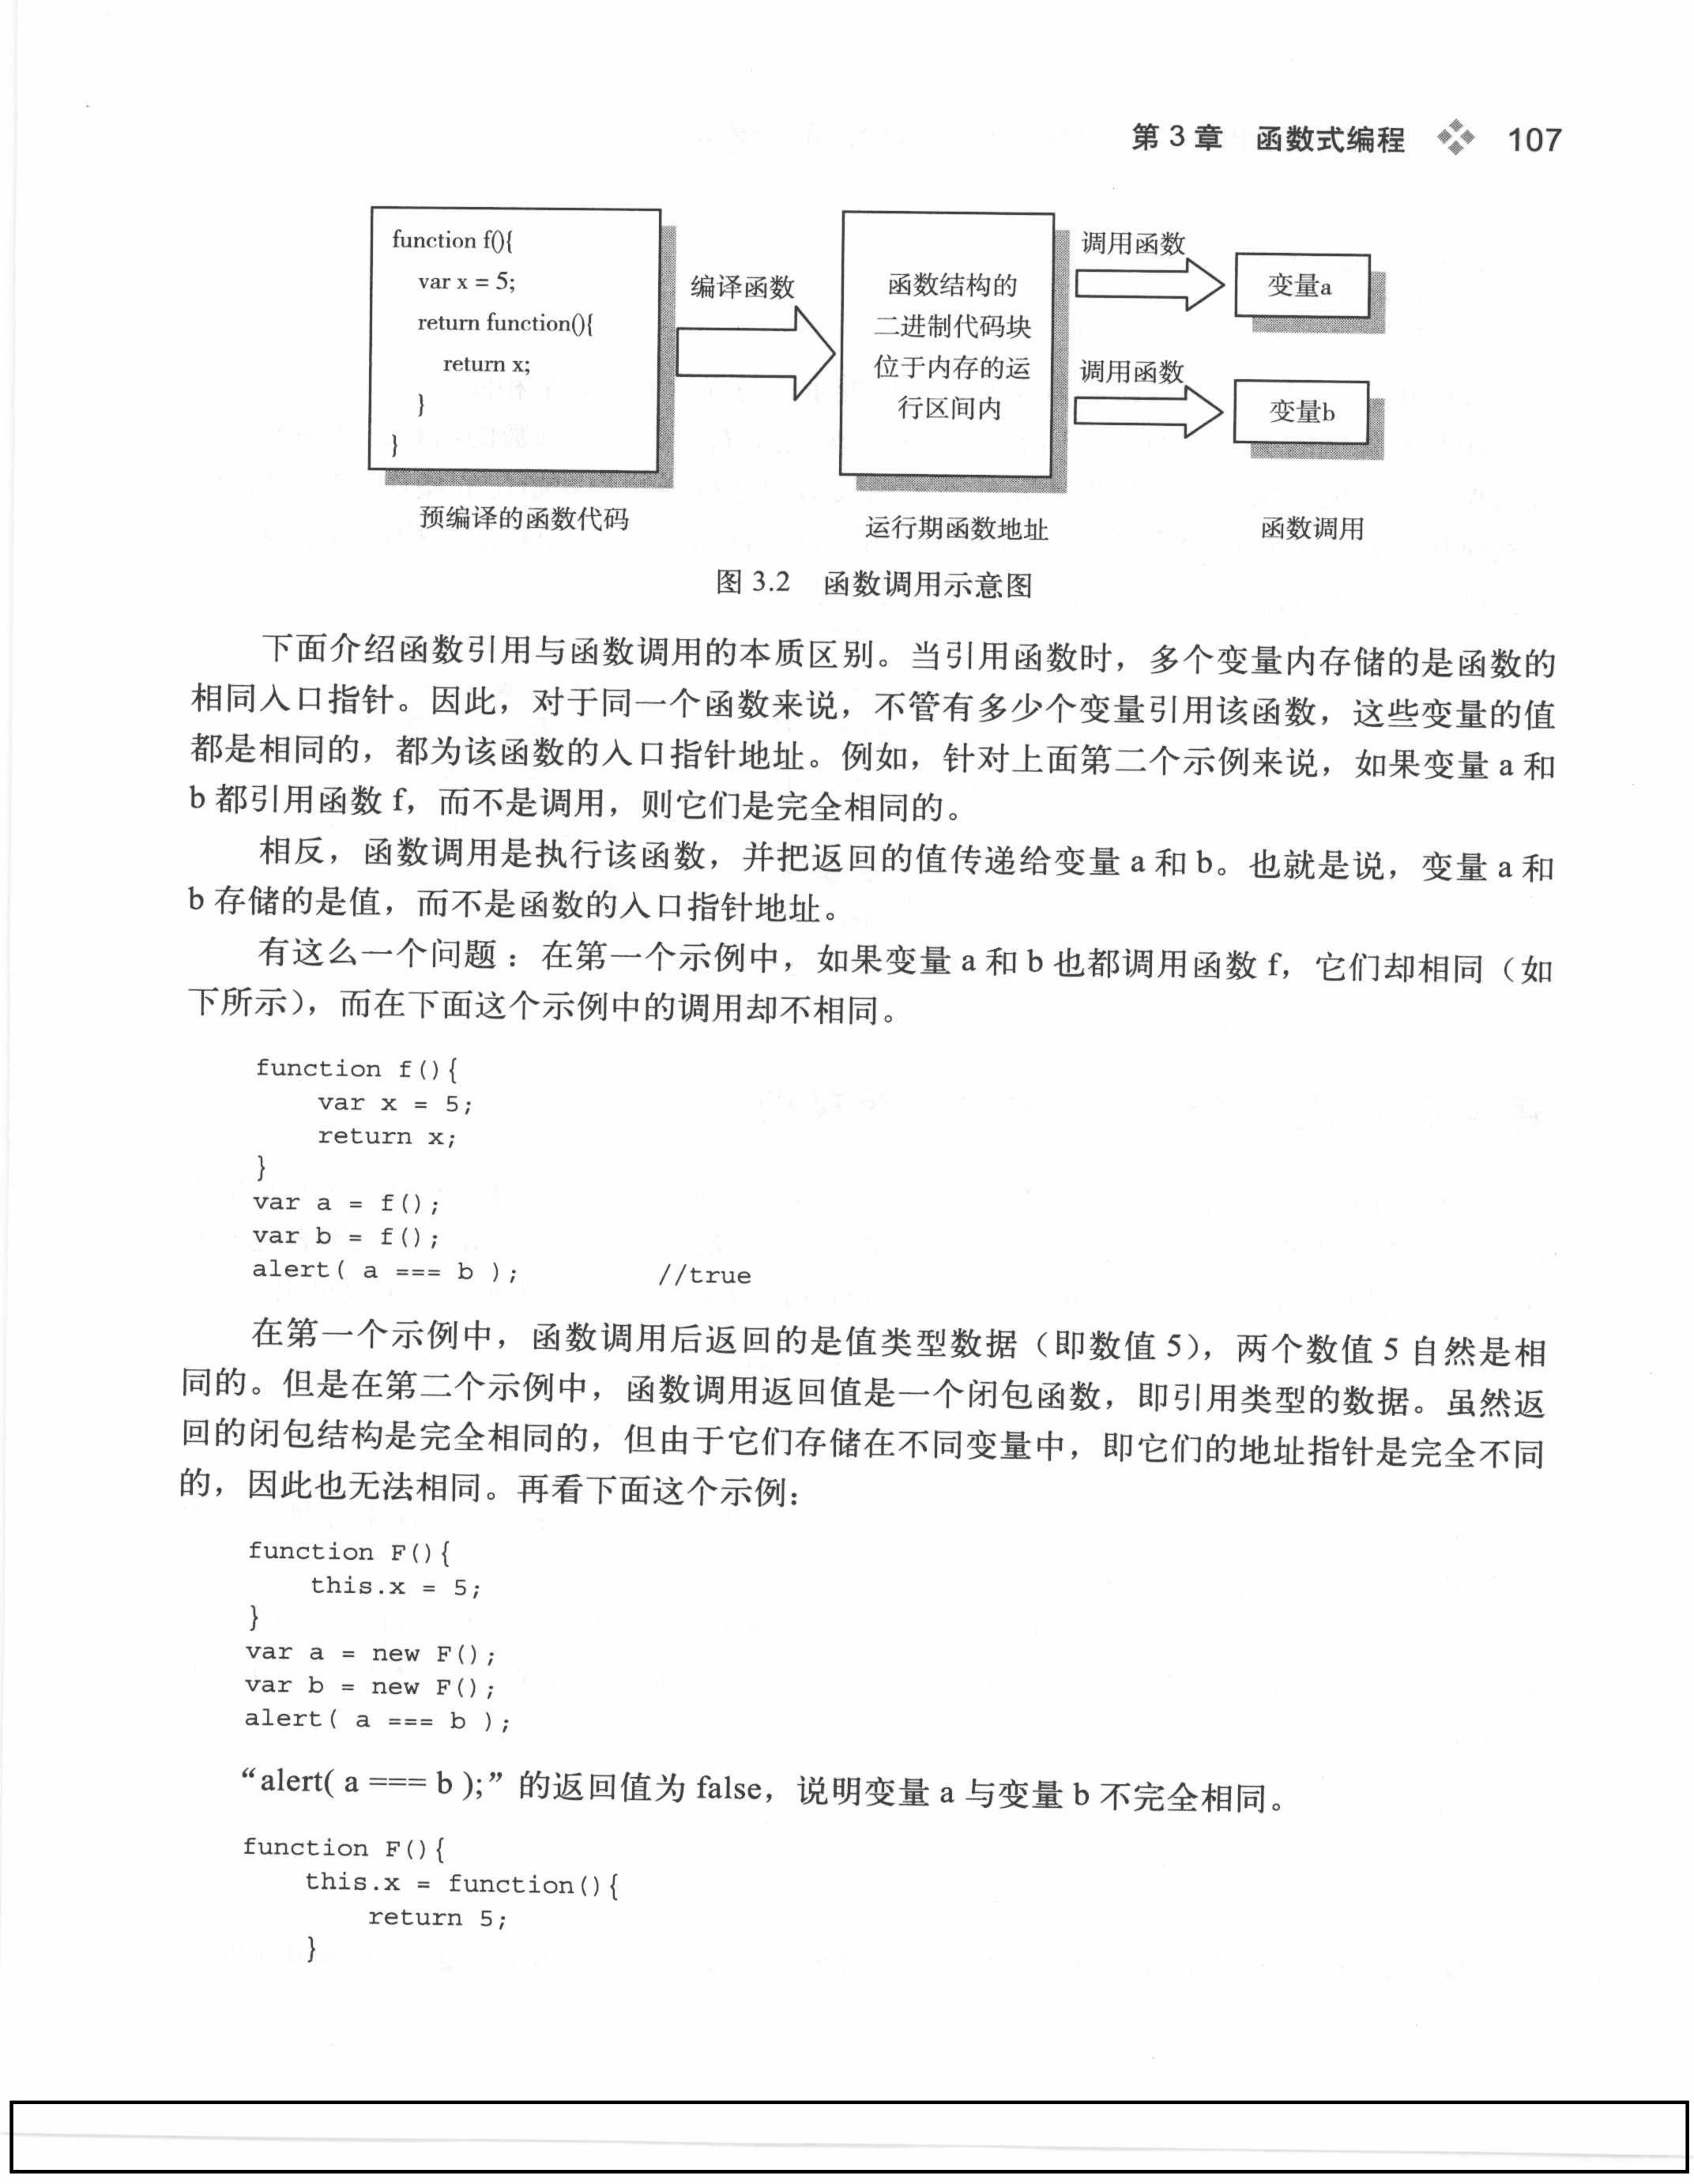 第 3 章 函数式编程 107
function f(){
var x = 5;
return function(){
return x;
}
}
预编译的函数代码
编译函数
函数结构的
二进制代码块
位于内存的运
行区间内
运行期函数地址
调用函数
变量a
调用函数
变量b
函数调用
图 3.2 函数调用示意图
下面介绍函数引用与函数调用的本质区别。当引用函数时，多个变量内存储的是函数的
相同入口指针。因此，对于同一个函数来说，不管有多少个变量引用该函数，这些变量的值
都是相同的，都为该函数的入口指针地址。例如，针对上面第二个示例来说，如果变量 a 和
b 都引用函数 f，而不是调用，则它们是完全相同的。
相反，函数调用是执行该函数，并把返回的值传递给变量 a 和 b。也就是说，变量 a 和
b 存储的是值，而不是函数的入口指针地址。
有这么一个问题：在第一个示例中，如果变量 a 和 b 也都调用函数 f，它们却相同（如
下所示），而在下面这个示例中的调用却不相同。
function f(){
    var x = 5;
    return x;
}
var a = f();
var b = f();
alert( a === b );         //true
在第一个示例中，函数调用后返回的是值类型数据（即数值 5），两个数值 5 自然是相
同的。但是在第二个示例中，函数调用返回值是一个闭包函数，即引用类型的数据。虽然返
回的闭包结构是完全相同的，但由于它们存储在不同变量中，即它们的地址指针是完全不同
的，因此也无法相同。再看下面这个示例：
function F(){
    this.x = 5;
}
var a = new F();
var b = new F();
alert( a === b );
“alert( a === b );” 的返回值为 false，说明变量 a 与变量 b 不完全相同。
function F(){
    this.x = function(){
        return 5;
    }